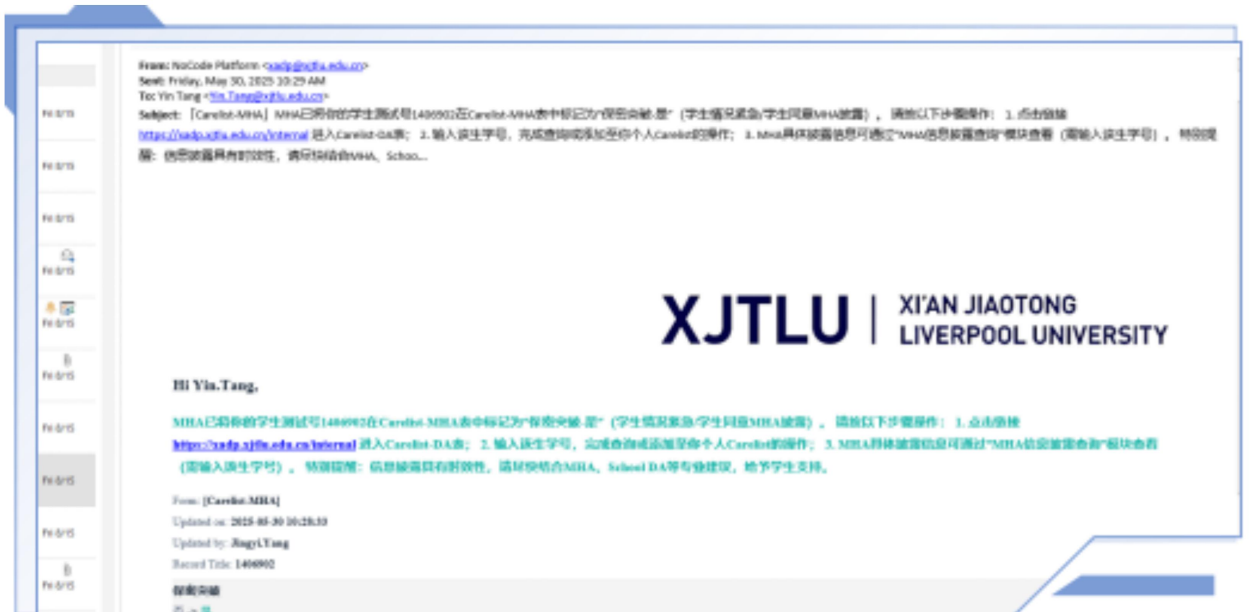 From: NoCode Platform <xadp@xjtlu.edu.cn>
Sent: Friday, May 30, 2025 10:29 AM
To: Yin Tang <Yin.Tang@xjtlu.edu.cn>
Subject: 「Carelist-MHA」MHA已将你的学生测试号1406902在Carelist-MHA表中标记为“保密突破-是”（学生情况紧急/学生同意MHA披露）。请按以下步骤操作： 1. 点击链接
https://xadp.xjtlu.edu.cn/internal 进入Carelist-DA表； 2. 输入该生学号，完成查询或添加至你个人Carelist的操作； 3. MHA具体披露信息可通过“MHA信息披露查询”模块查看（需输入该生学号）。 特别提
醒：信息披露具有时效性，请尽快结合MHA、Schoo...
XJTLU
XI'AN JIAOTONG
LIVERPOOL UNIVERSITY
Hi Yin.Tang,
MHA已将你的学生测试号1406902在Carelist-MHA表中标记为“保密突破-是”（学生情况紧急/学生同意MHA披露）。请按以下步骤操作： 1. 点击链接
https://xadp.xjtlu.edu.cn/internal 进入Carelist-DA表； 2. 输入该生学号，完成查询或添加至你个人Carelist的操作； 3. MHA具体披露信息可通过“MHA信息披露查询”模块查看
（需输入该生学号）。 特别提醒：信息披露具有时效性，请尽快结合MHA、School DA等专业建议，给予学生支持。
Form: [Carelist-MHA]
Updated on: 2025-05-30 10:28:53
Updated by: Jingyi.Yang
Record Title: 1406902
保密突破